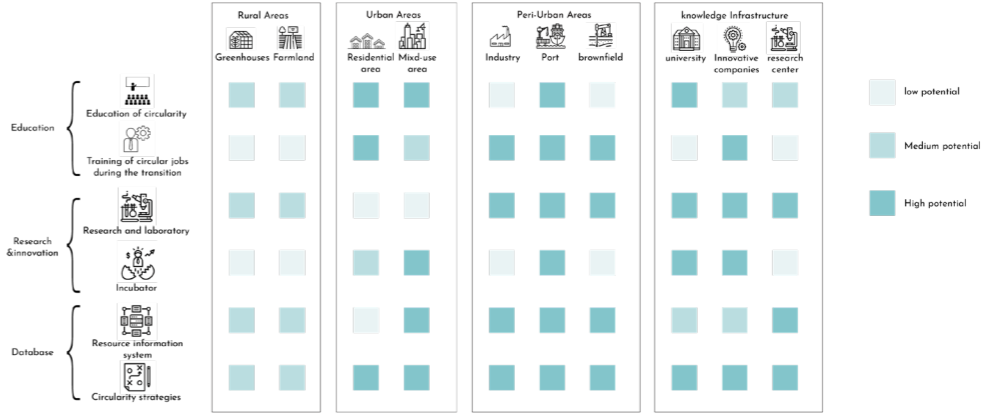 Rural Areas
Urban Areas
Peri-Urban Areas
knowledge Infrastructure
Greenhouses
Farmland
Residential
area
Mixd-use
area
Industry
Port
brownfield
university
Innovative
companies
research
center
Education
Education of circularity
Training of circular jobs
during the transition
Research
&innovation
Research and laboratory
Incubator
Database
Resource information
system
Circularity strategies
low potential
Medium potential
High potential